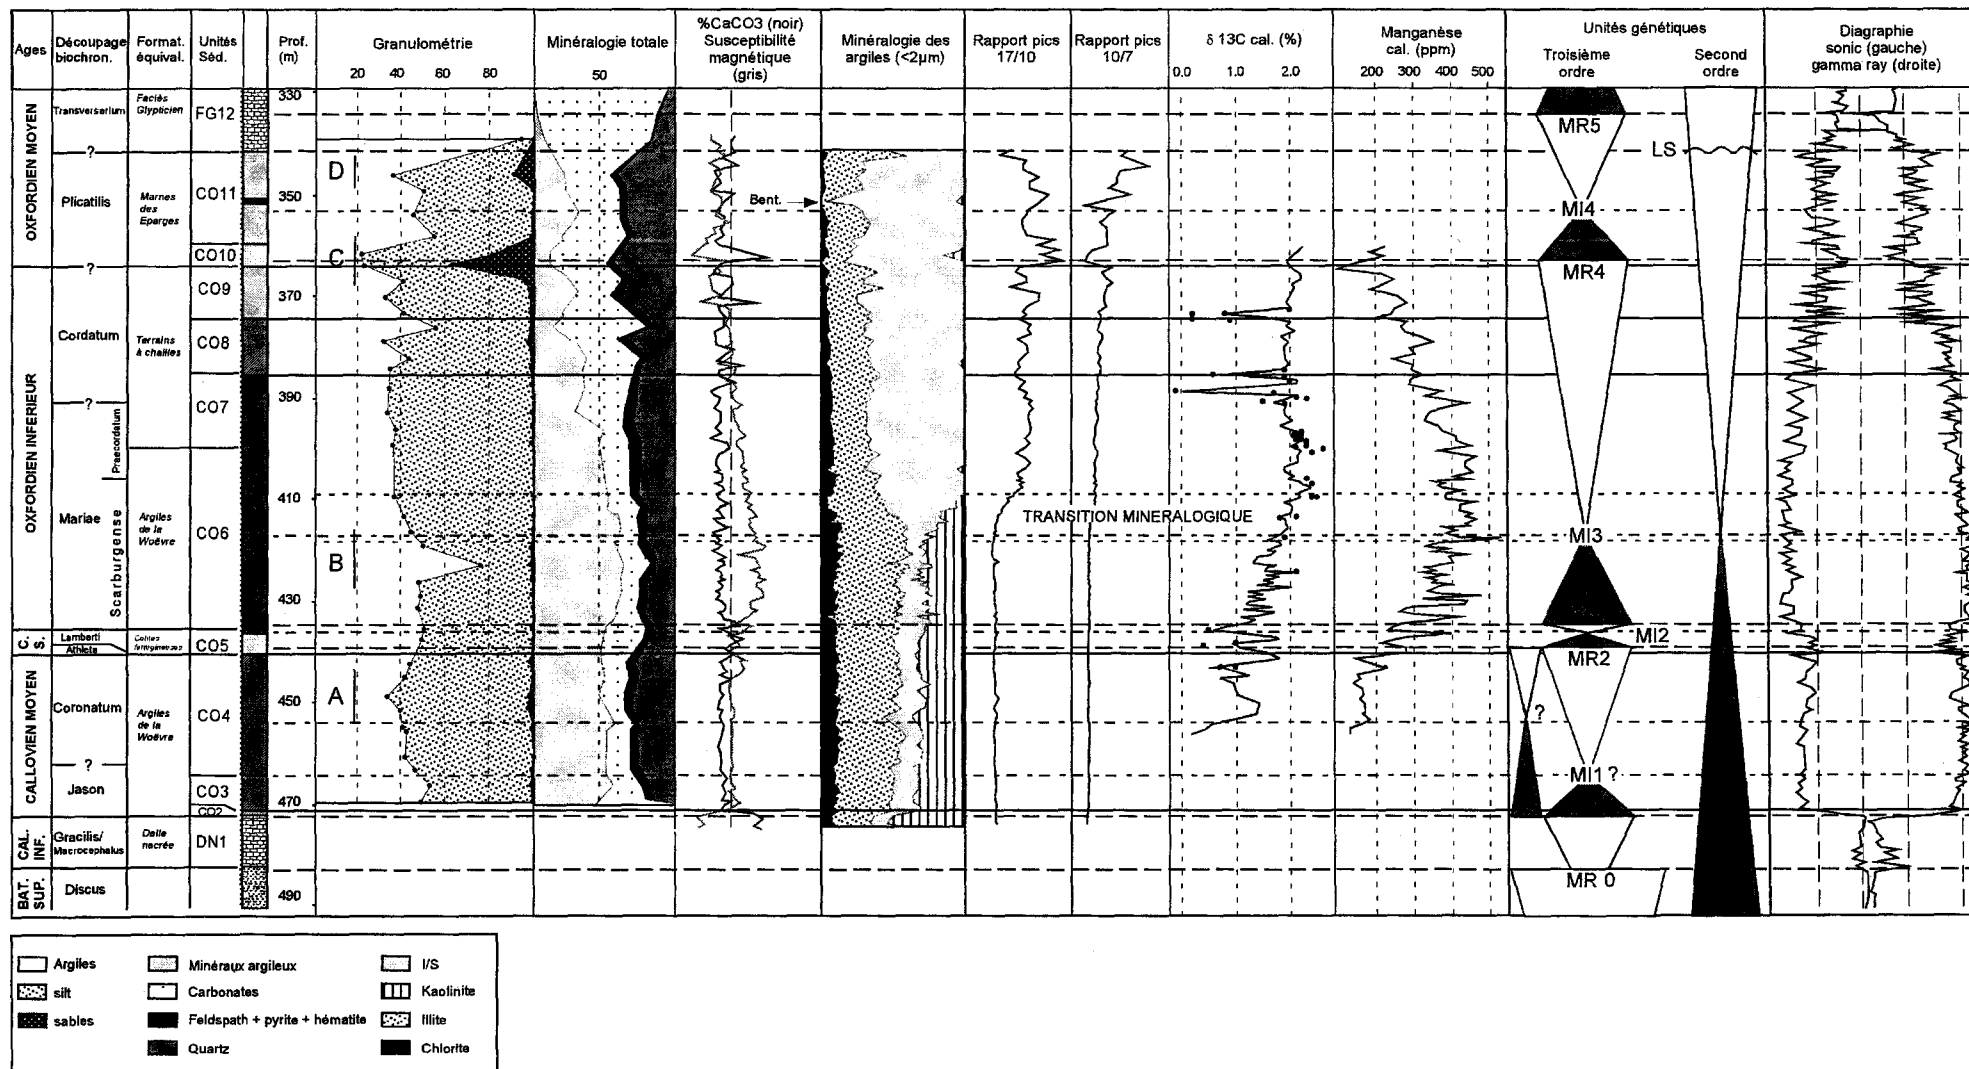 Ages
Découpage
biochron.
Format.
équival.
Unités
Séd.
Prof.
(m)
Granulométrie
20 40 60 80
Minéralogie totale
50
%CaCO3 (noir)
Susceptibilité
magnétique
(gris)
Minéralogie des
argiles (<2µm)
Rapport pics
17/10
Rapport pics
10/7
δ 13C cal. (%)
0.0 1.0 2.0
Manganèse
cal. (ppm)
200 300 400 500
Unités génétiques
Troisième
ordre
Second
ordre
Diagraphie
sonic (gauche)
gamma ray (droite)
OXFORDIEN MOYEN
OXFORDIEN INFERIEUR
C.
S.
CALLOVIEN MOYEN
CAL.
INF.
BAT.
SUP.
Transversarium
?
Plicatilis
?
Cordatum
?
Praecordatum
Mariae
Scarburgense
Lamberti
Athleta
Coronatum
?
Jason
Gracilis/
Macrocephalus
Discus
Faciès
Glypticien
Marnes
des
Eparges
Terrains
à chailles
Argiles
de la
Woëvre
Oolites
ferrugineuses
Argiles
de la
Woëvre
Dalle
nacrée
FG12
CO11
CO10
CO9
CO8
CO7
CO6
CO5
CO4
CO3
CO2
DN1
330
350
370
390
410
430
450
470
490
D
C
B
A
Bent.
TRANSITION MINERALOGIQUE
MR5
MI4
MR4
MI3
MI2
MR2
?
MI1 ?
MR 0
LS
Argiles
silt
sables
Minéraux argileux
Carbonates
Feldspath + pyrite + hématite
Quartz
I/S
Kaolinite
Illite
Chlorite